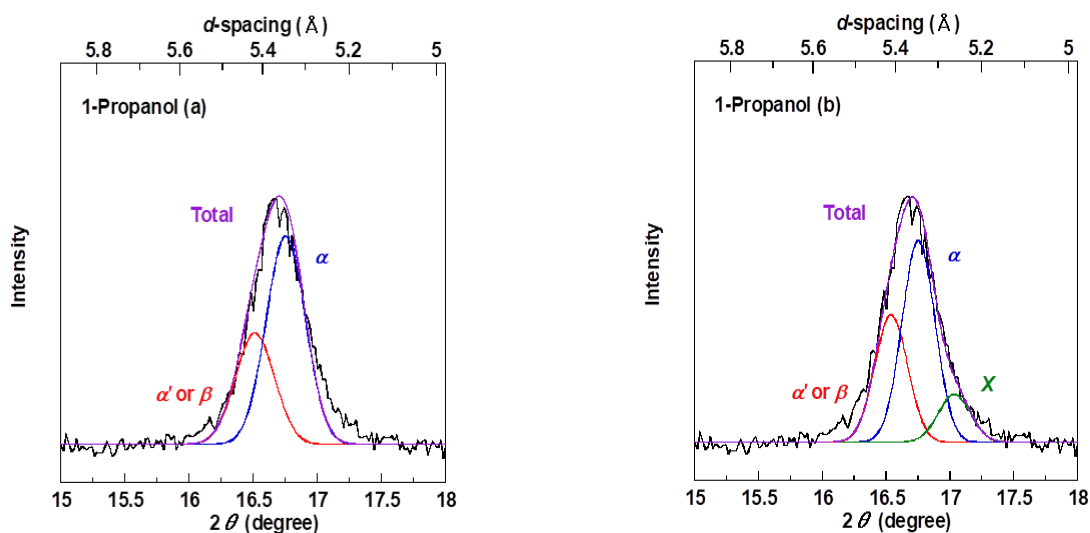 d-spacing (Å)
5.8 5.6 5.4 5.2 5
1-Propanol (a)
Total
α
α' or β
Intensity
15 15.5 16 16.5 17 17.5 18
2 θ (degree)
d-spacing (Å)
5.8 5.6 5.4 5.2 5
1-Propanol (b)
Total
α
α' or β
X
Intensity
15 15.5 16 16.5 17 17.5 18
2 θ (degree)